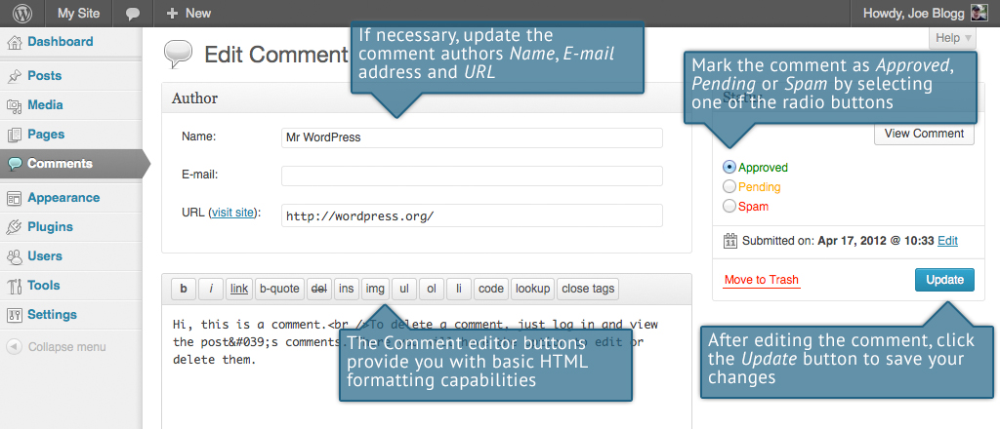 My Site
New
Howdy, Joe Blogg
Help
Dashboard
Posts
Media
Pages
Comments
Appearance
Plugins
Users
Tools
Settings
Collapse menu
Edit Comment
If necessary, update the
comment authors Name, E-mail
address and URL
Author
Name:
Mr WordPress
E-mail:
URL (visit site):
http://wordpress.org/
Mark the comment as Approved,
Pending or Spam by selecting
one of the radio buttons
View Comment
Approved
Pending
Spam
11
Submitted on: Apr 17, 2012 @ 10:33 Edit
Move to Trash
Update
b i link b-quote del ins img ul ol li code lookup close tags
Hi, this is a comment.<br />To delete a comment, just log in and view
the post&#039;s comments. edit or
delete them.
The Comment editor buttons
provide you with basic HTML
formatting capabilities
After editing the comment, click
the Update button to save your
changes